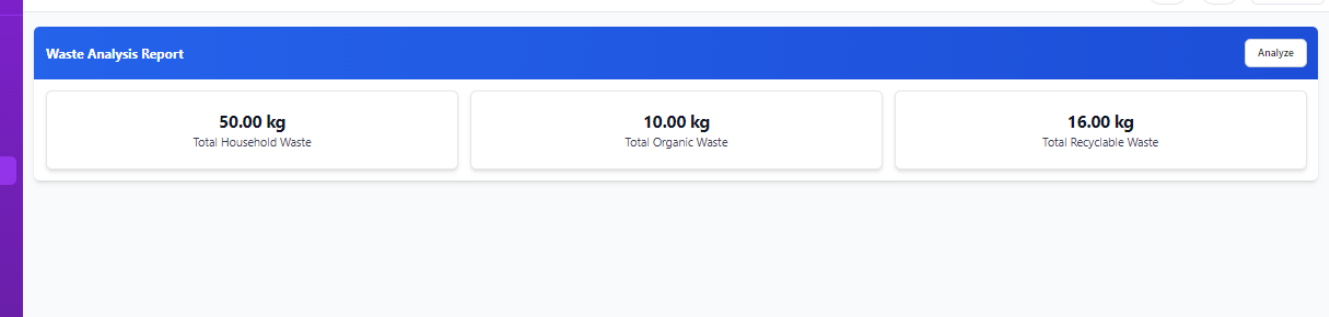 Waste Analysis Report
Analyze
50.00 kg
Total Household Waste
10.00 kg
Total Organic Waste
16.00 kg
Total Recyclable Waste